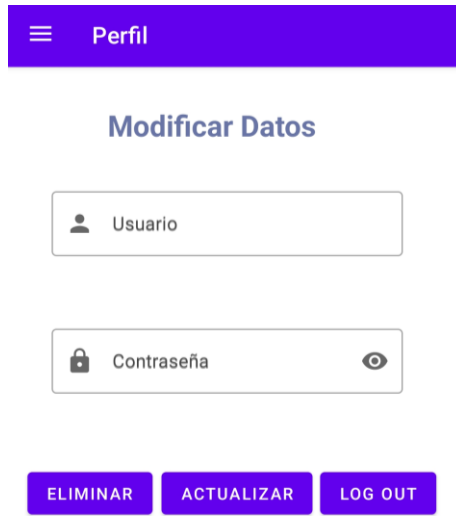 Perfil
Modificar Datos
Usuario
Contraseña
ELIMINAR ACTUALIZAR LOG OUT